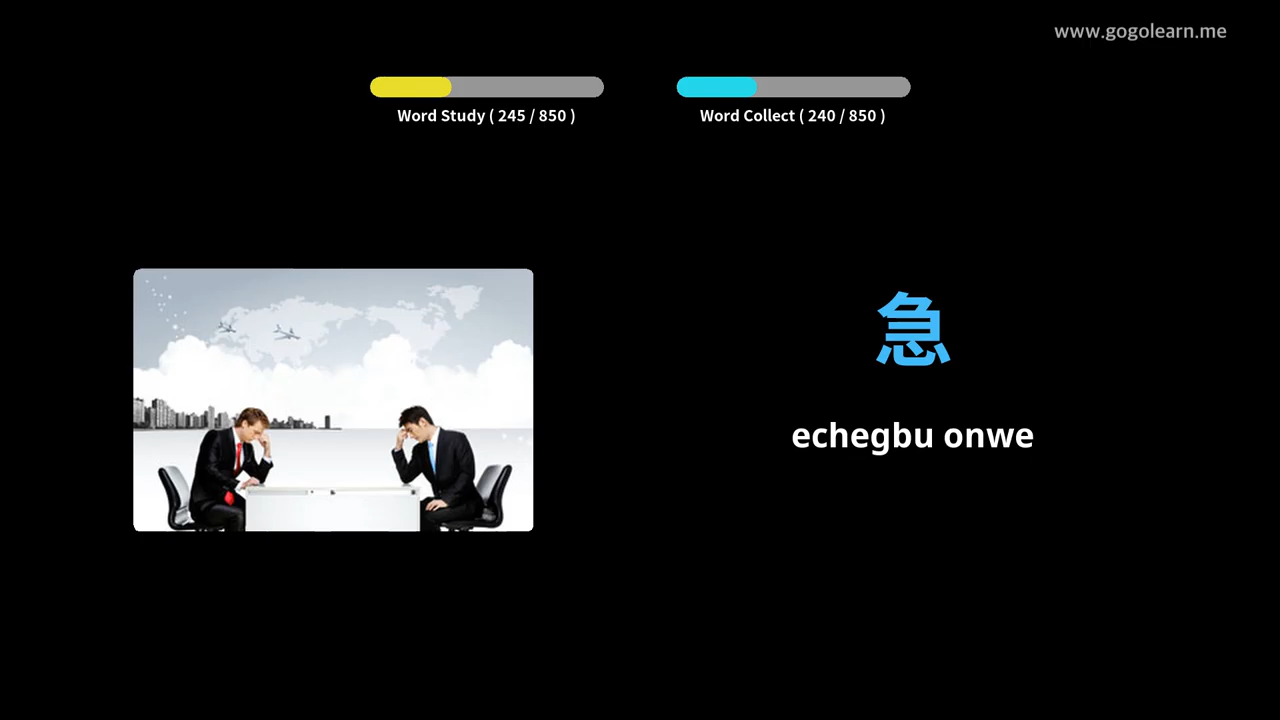 www.gogolearn.me
Word Study ( 245 / 850 )
Word Collect ( 240 / 850 )
急
echegbu onwe